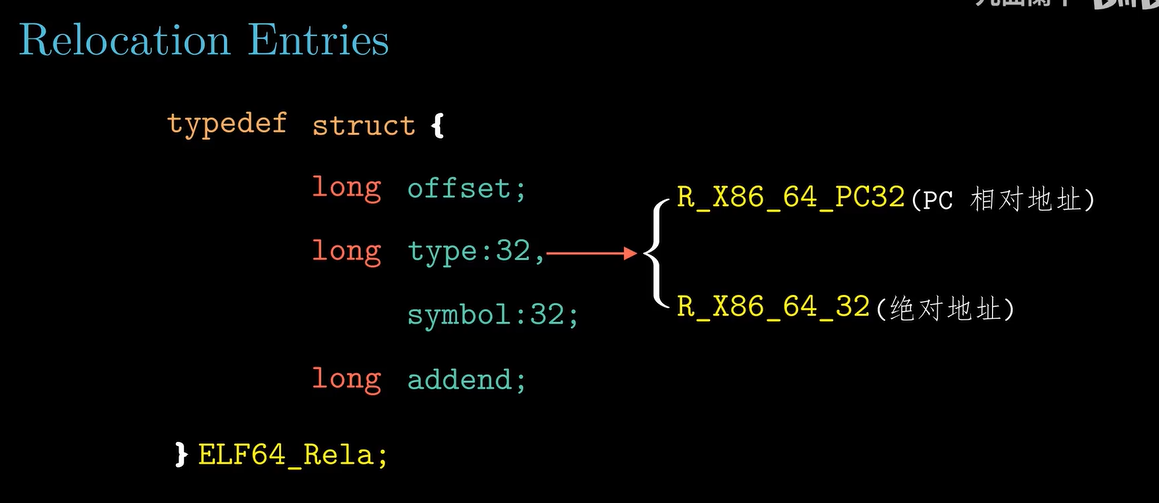 Relocation Entries
typedef struct {
long offset;
long type:32,
symbol:32;
long addend;
} ELF64_Rela;
R_X86_64_PC32(PC 相对地址)
R_X86_64_32(绝对地址)